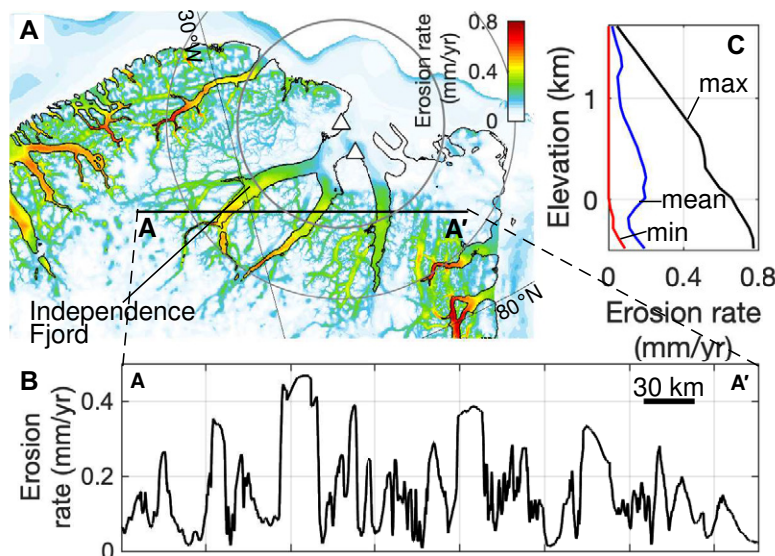 A
30°W
0.8
0.4
0
Erosion rate
(mm/yr)
A
A′
Independence
Fjord
80°N
C
Elevation (km)
1
0
max
mean
min
0
0.4
0.8
Erosion rate
(mm/yr)
B
A
A′
30 km
Erosion
rate (mm/yr)
0.4
0.2
0